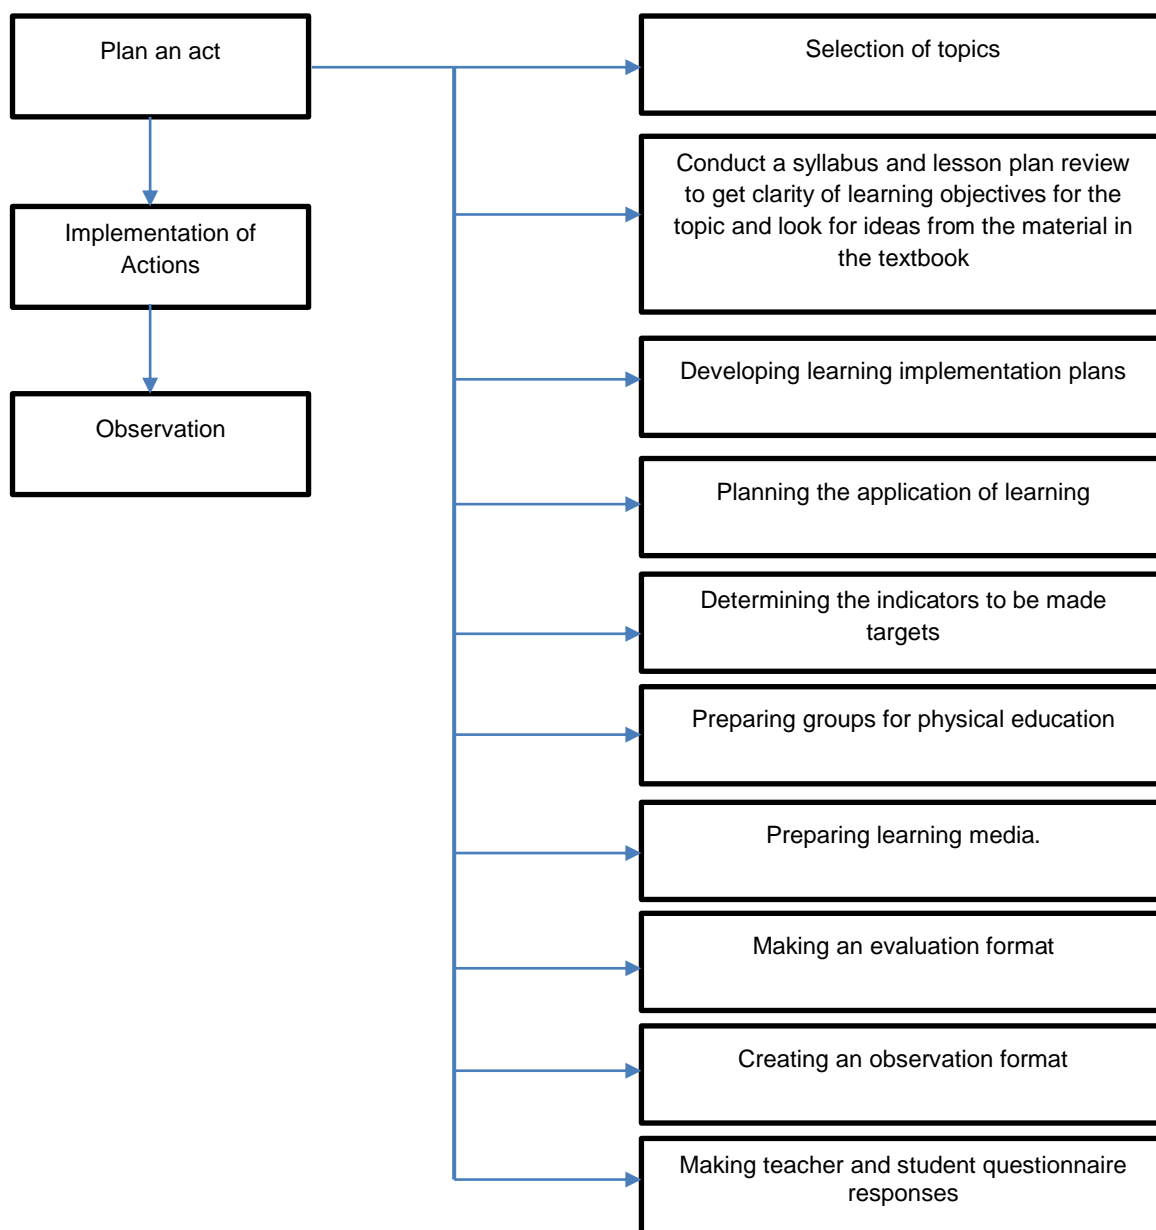 Plan an act
Implementation of
Actions
Observation
Selection of topics
Conduct a syllabus and lesson plan review
to get clarity of learning objectives for the
topic and look for ideas from the material in
the textbook
Developing learning implementation plans
Planning the application of learning
Determining the indicators to be made
targets
Preparing groups for physical education
Preparing learning media.
Making an evaluation format
Creating an observation format
Making teacher and student questionnaire
responses